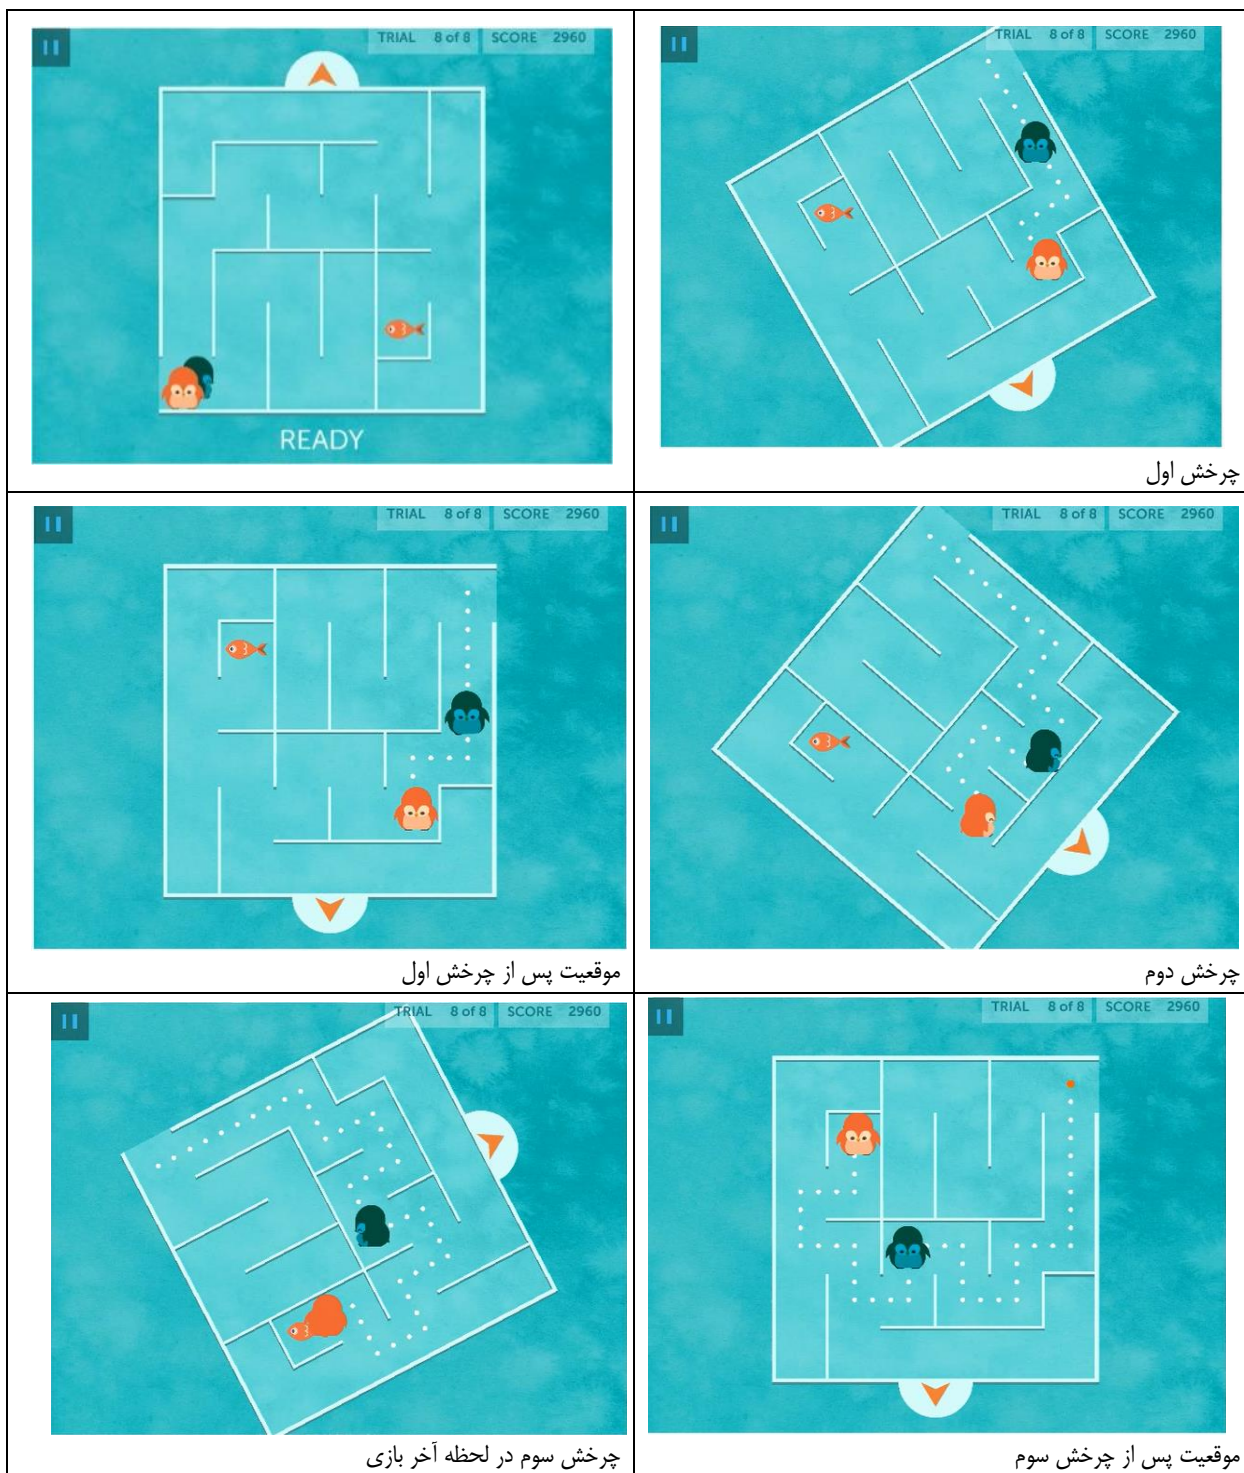 TRIAL 8 of 8 SCORE 2960
READY
TRIAL 8 of 8 SCORE 2960
چرخش اول
TRIAL 8 of 8 SCORE 2960
موقعیت پس از چرخش اول
TRIAL 8 of 8 SCORE 2960
چرخش دوم
TRIAL 8 of 8 SCORE 2960
چرخش سوم در لحظه آخر بازی
TRIAL 8 of 8 SCORE 2960
موقعیت پس از چرخش سوم